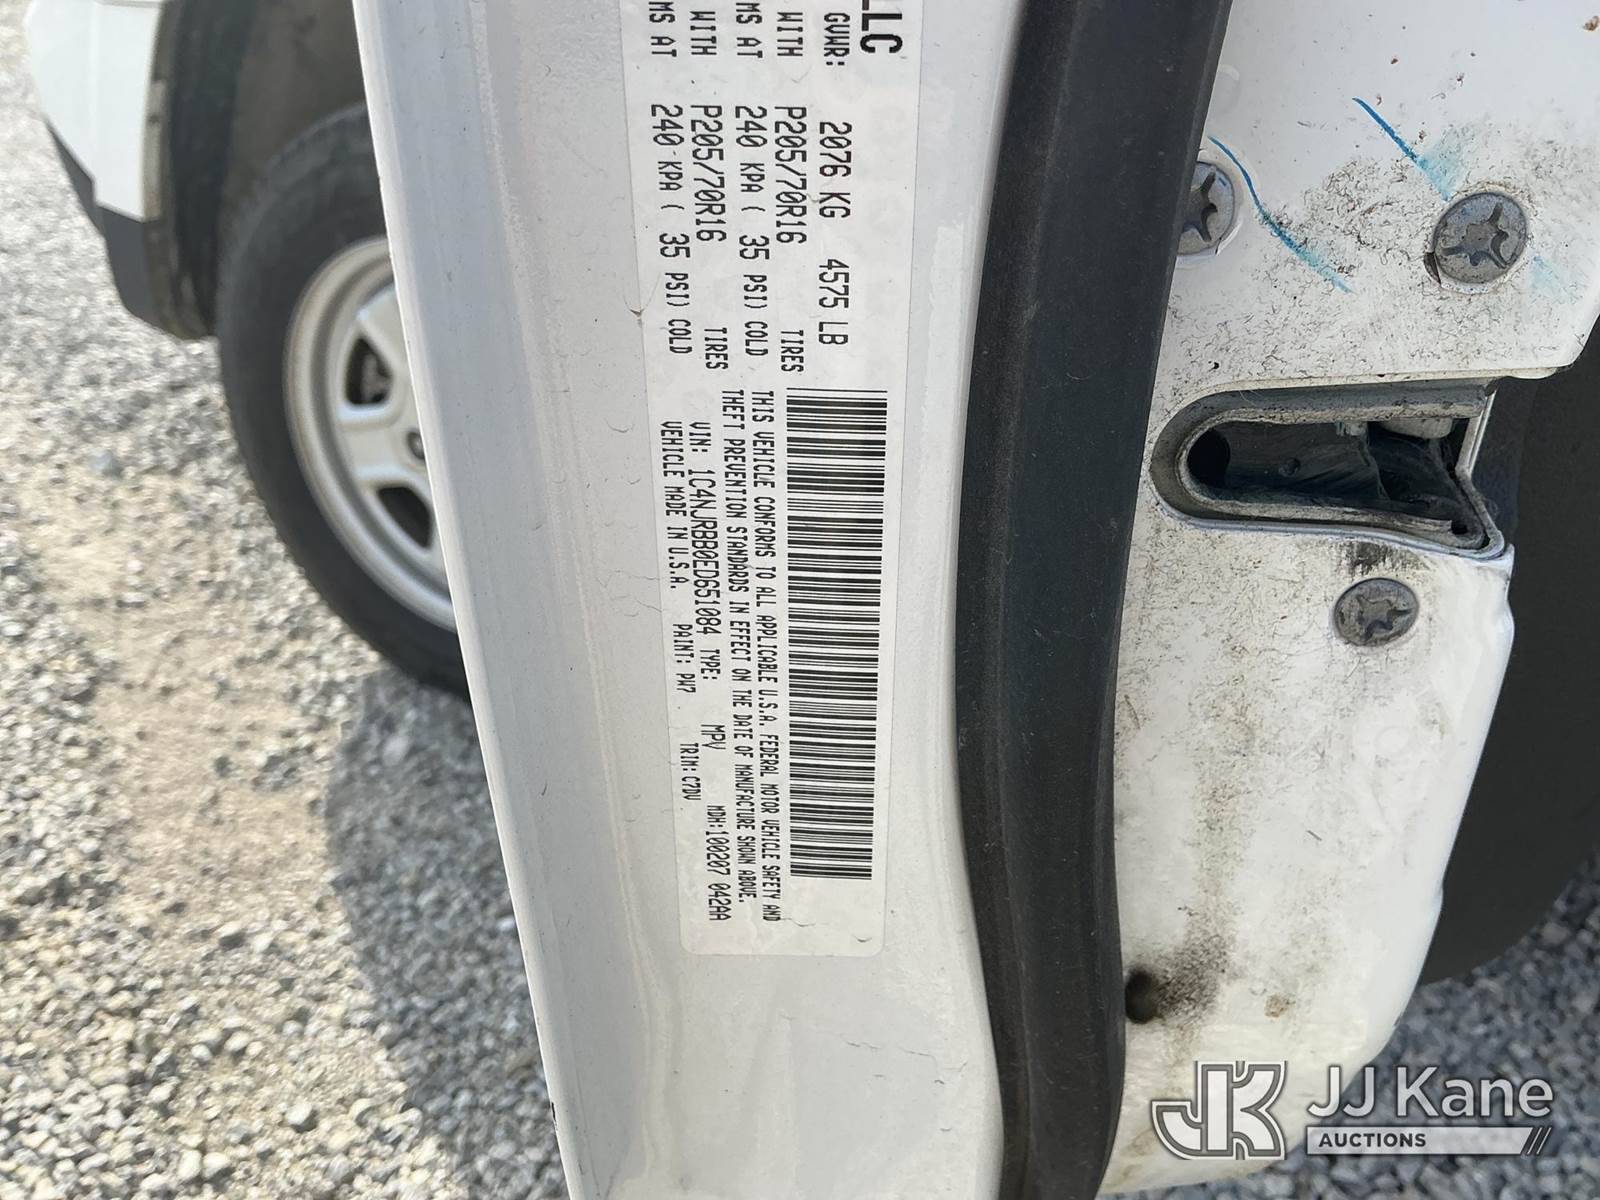 LLC
GVWR: 2076 KG 4575 LB
WITH P205/70R16 TIRES
MS AT 240 KPA ( 35 PSI) COLD
WITH P205/70R16 TIRES
MS AT 240 KPA ( 35 PSI) COLD
THIS VEHICLE CONFORMS TO ALL APPLICABLE U.S.A. FEDERAL MOTOR VEHICLE SAFETY AND
THEFT PREVENTION STANDARDS IN EFFECT ON THE DATE OF MANUFACTURE SHOWN ABOVE.
VIN: 1C4NJRBB0ED651084 TYPE: MPV MDH:100207 042AA
VEHICLE MADE IN U.S.A. PAINT: PW7 TRIM: C7DV
JK JJ Kane
AUCTIONS